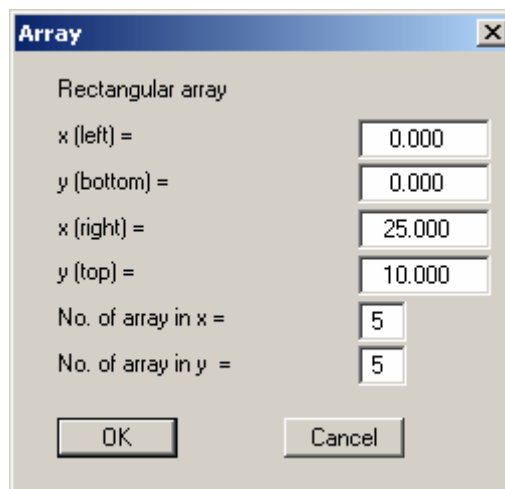 Array
Rectangular array
x (left) = 0.000
y (bottom) = 0.000
x (right) = 25.000
y (top) = 10.000
No. of array in x = 5
No. of array in y = 5
OK Cancel